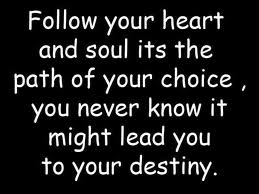 Follow your heart
and soul its the
path of your choice ,
you never know it
might lead you
to your destiny.